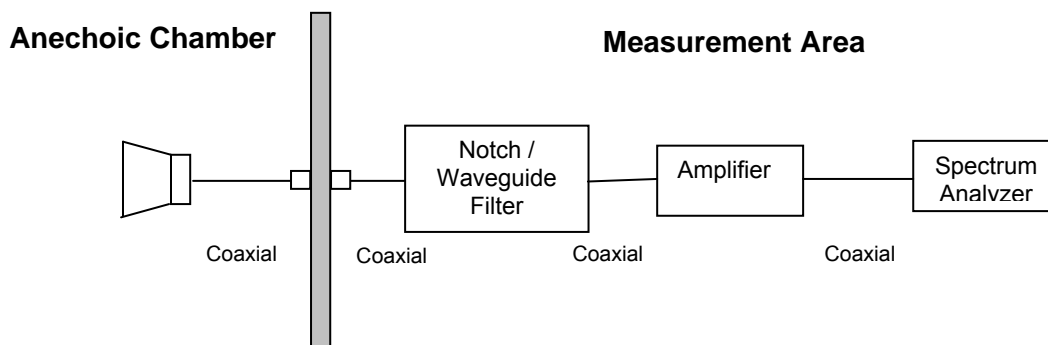 Anechoic Chamber
Measurement Area
Notch /
Waveguide
Filter
Amplifier
Spectrum
Analyzer
Coaxial
Coaxial
Coaxial
Coaxial